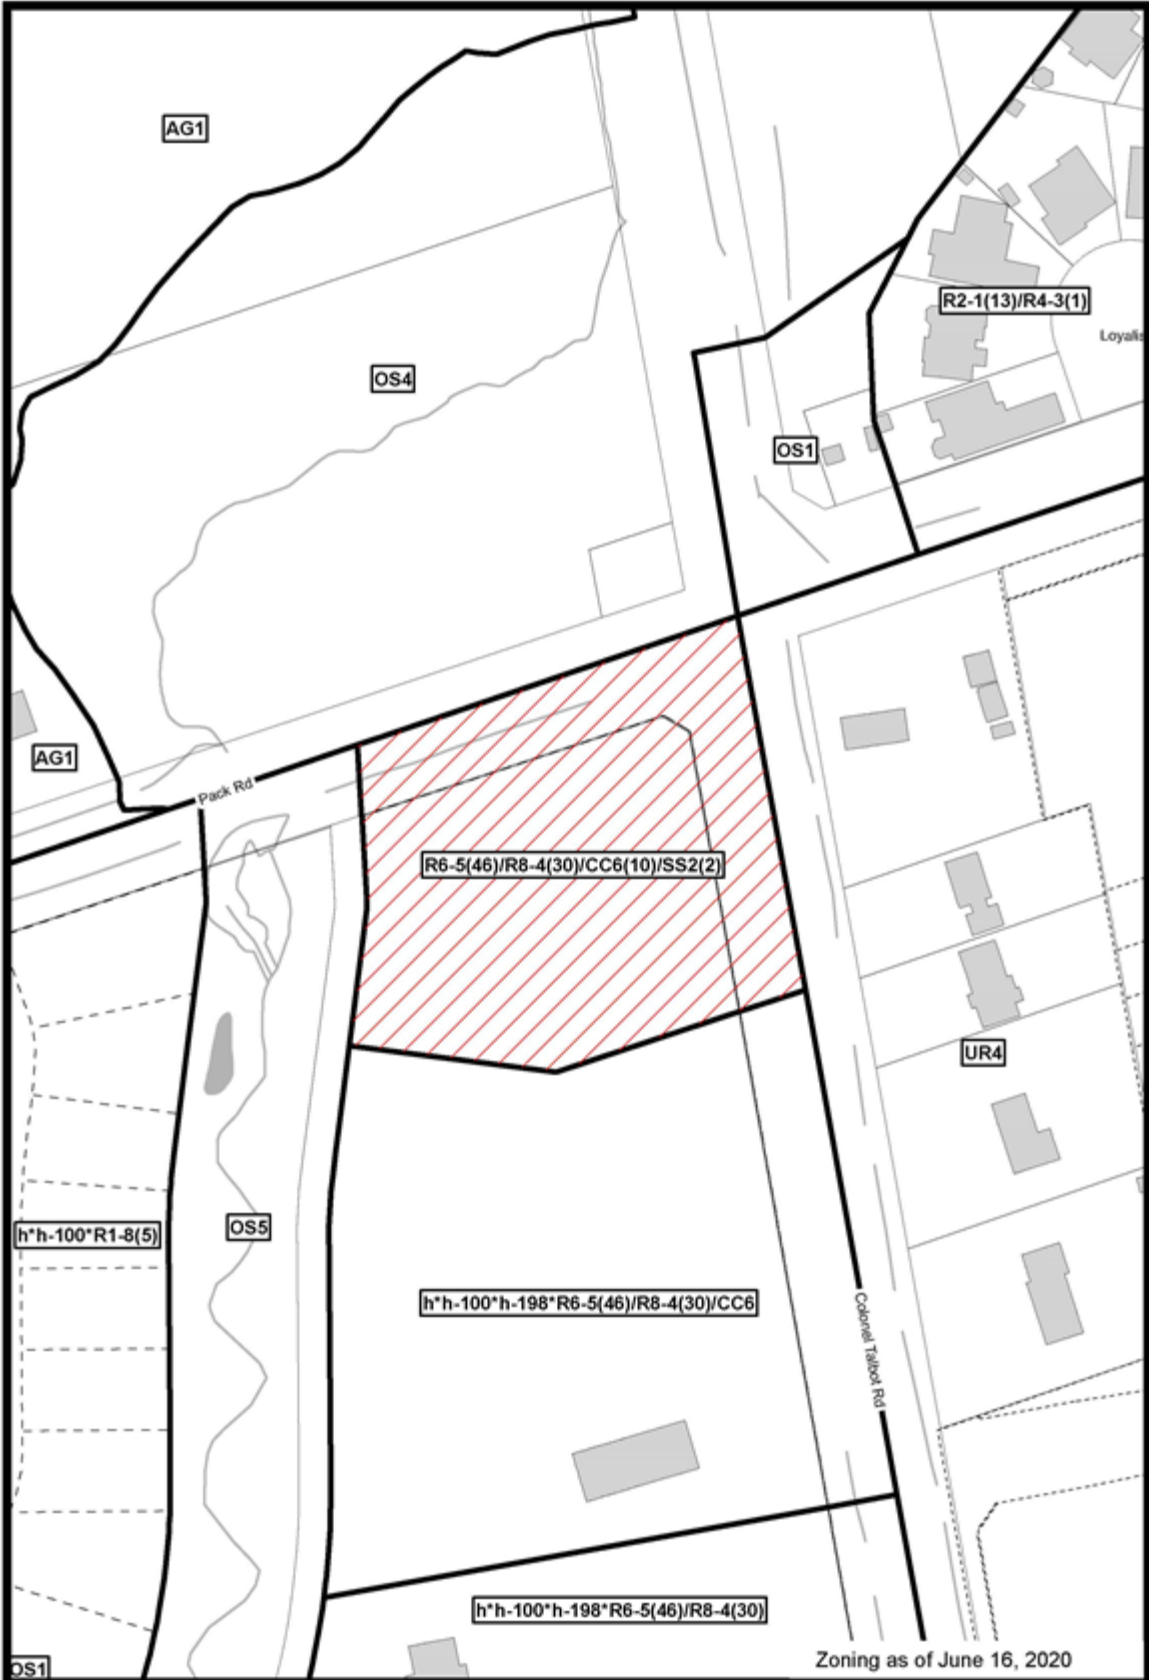 AG1
R2-1(13)/R4-3(1)
OS4
OS1
AG1
Pack Rd
R6-5(46)/R8-4(30)/CC6(10)/SS2(2)
UR4
h*h-100*R1-8(5)
OS5
h*h-100*h-198*R6-5(46)/R8-4(30)/CC6
Colonel Talbot Rd
h*h-100*h-198*R6-5(46)/R8-4(30)
OS1
Zoning as of June 16, 2020